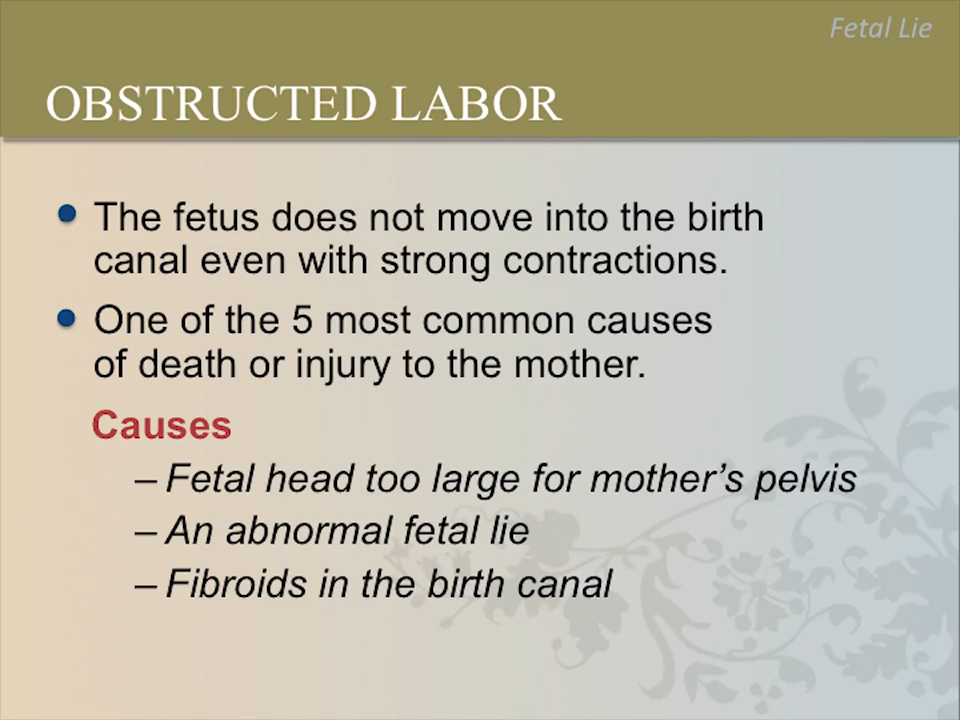 Fetal Lie
OBSTRUCTED LABOR
The fetus does not move into the birth
canal even with strong contractions.
One of the 5 most common causes
of death or injury to the mother.
Causes
– Fetal head too large for mother’s pelvis
– An abnormal fetal lie
– Fibroids in the birth canal